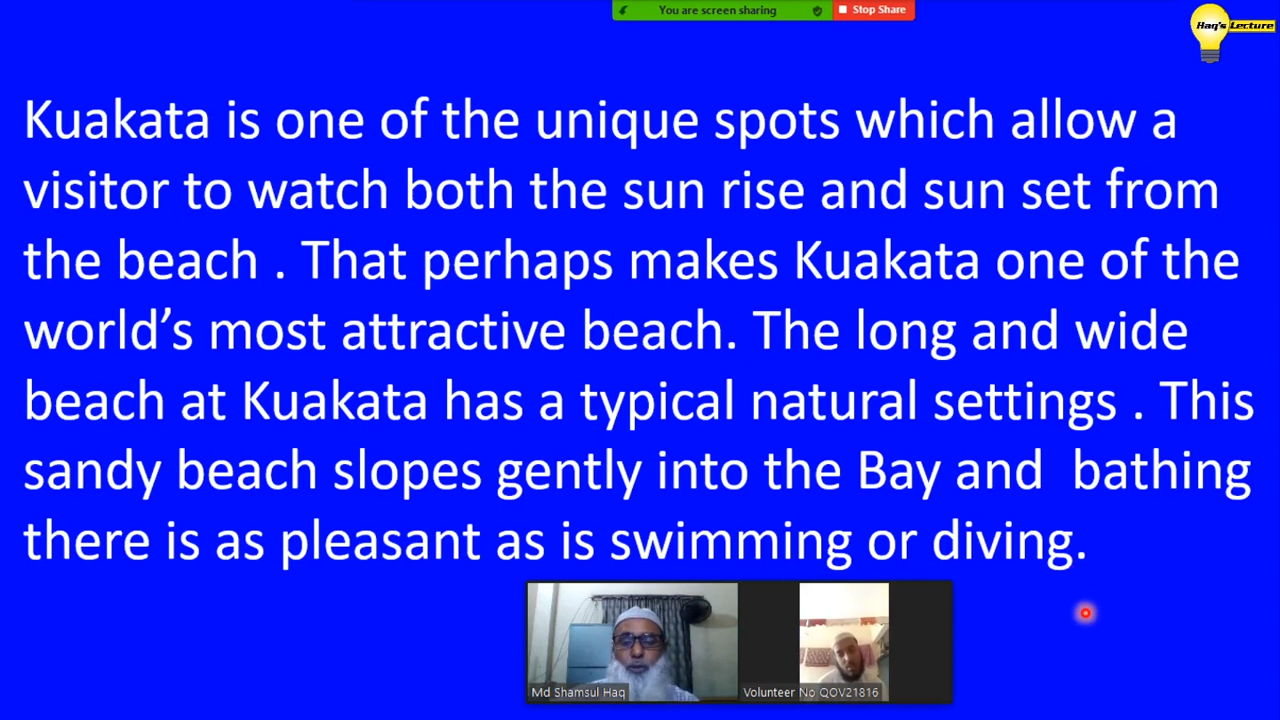 You are screen sharing
Stop Share
Haq's Lecture
Kuakata is one of the unique spots which allow a
visitor to watch both the sun rise and sun set from
the beach . That perhaps makes Kuakata one of the
world’s most attractive beach. The long and wide
beach at Kuakata has a typical natural settings . This
sandy beach slopes gently into the Bay and  bathing
there is as pleasant as is swimming or diving.
Md Shamsul Haq
Volunteer No QOV21816